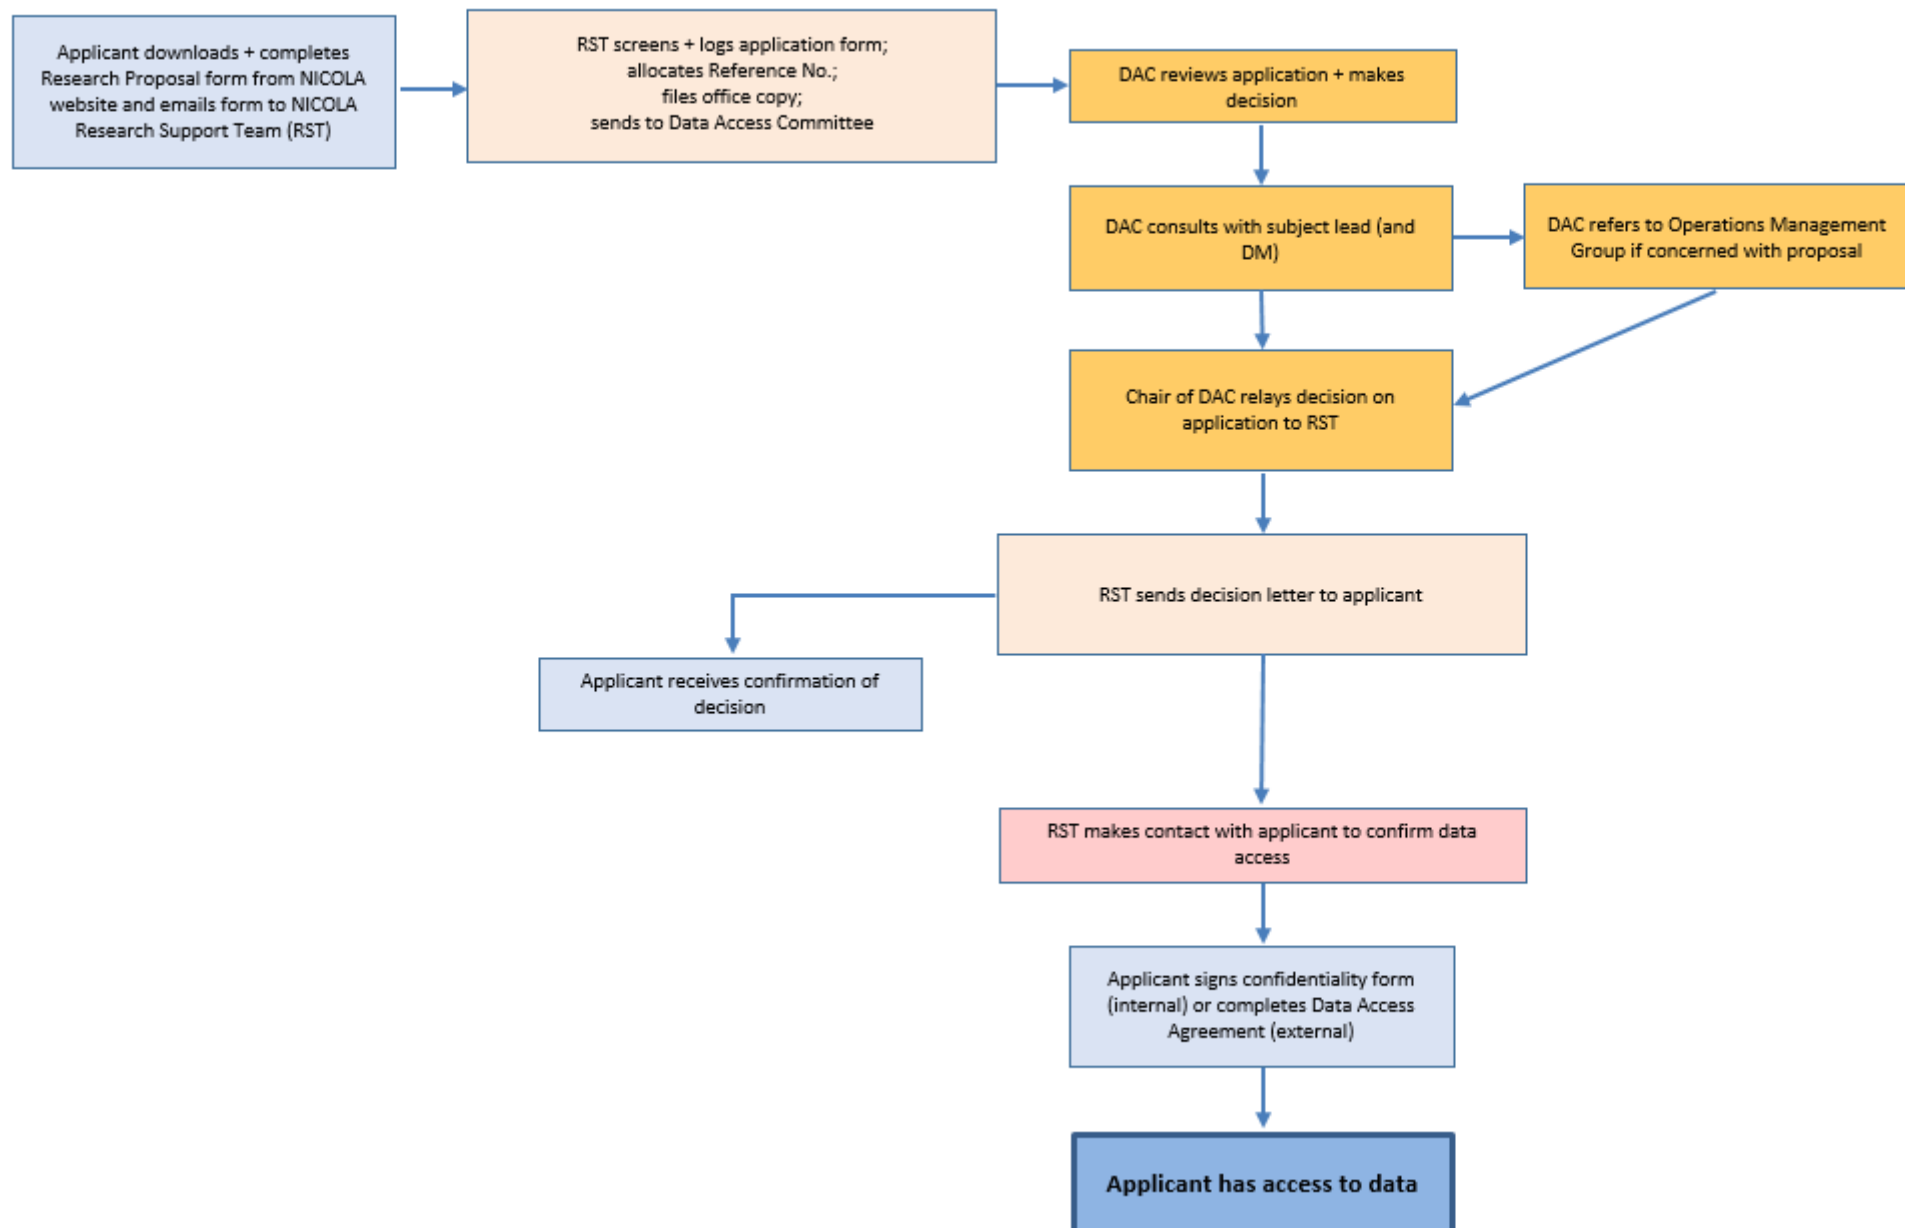 Applicant downloads + completes
Research Proposal form from NICOLA
website and emails form to NICOLA
Research Support Team (RST)
RST screens + logs application form;
allocates Reference No.;
files office copy;
sends to Data Access Committee
DAC reviews application + makes
decision
DAC consults with subject lead (and
DM)
DAC refers to Operations Management
Group if concerned with proposal
Chair of DAC relays decision on
application to RST
RST sends decision letter to applicant
Applicant receives confirmation of
decision
RST makes contact with applicant to confirm data
access
Applicant signs confidentiality form
(internal) or completes Data Access
Agreement (external)
Applicant has access to data